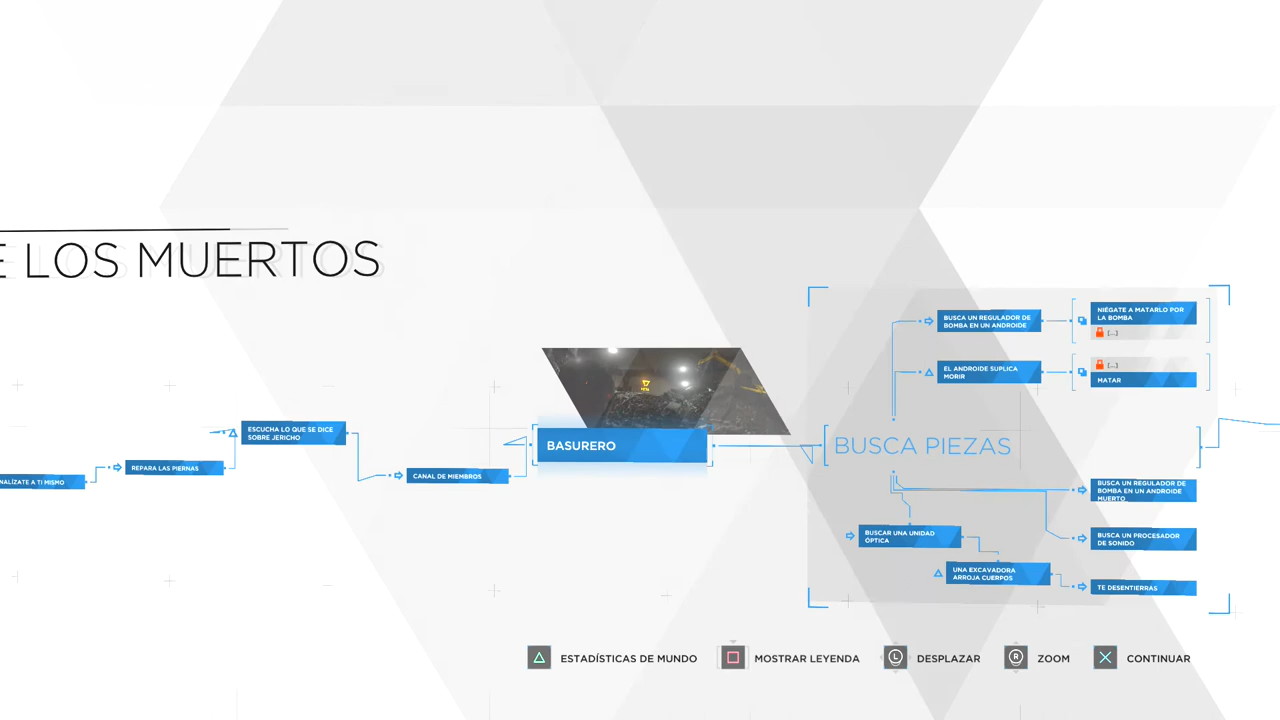 E LOS MUERTOS
NALÍZATE A TI MISMO
REPARA LAS PIERNAS
ESCUCHA LO QUE SE DICE
SOBRE JERICHO
CANAL DE MIEMBROS
BASURERO
BUSCA PIEZAS
BUSCA UN REGULADOR DE
BOMBA EN UN ANDROIDE
NIÉGATE A MATARLO POR
LA BOMBA
[...]
EL ANDROIDE SUPLICA
MORIR
[...]
MATAR
BUSCA UN REGULADOR DE
BOMBA EN UN ANDROIDE
MUERTO
BUSCAR UNA UNIDAD
ÓPTICA
BUSCA UN PROCESADOR
DE SONIDO
UNA EXCAVADORA
ARROJA CUERPOS
TE DESENTIERRAS
ESTADÍSTICAS DE MUNDO
MOSTRAR LEYENDA
L
DESPLAZAR
R
ZOOM
CONTINUAR